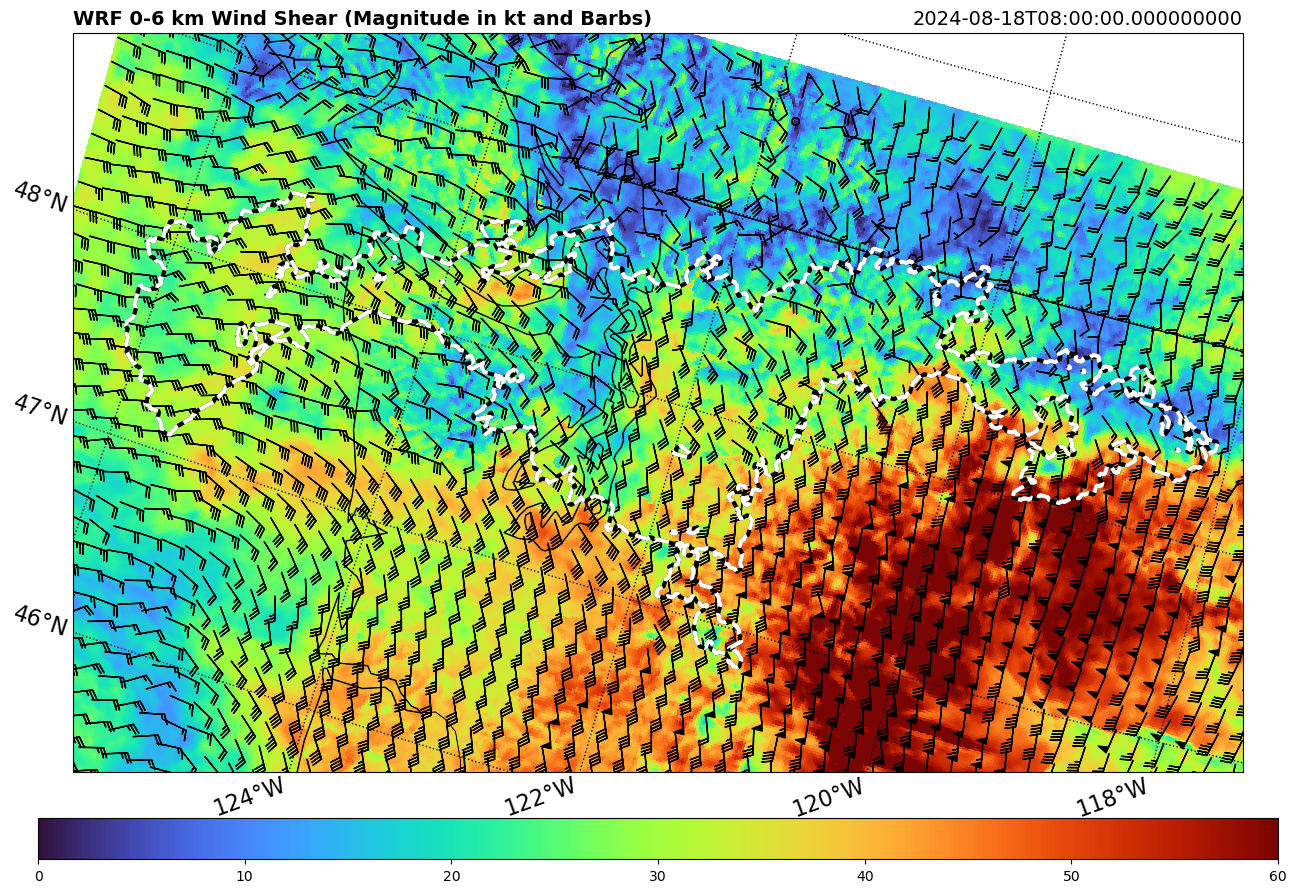 WRF 0-6 km Wind Shear (Magnitude in kt and Barbs)
2024-08-18T08:00:00.000000000
48°N
47°N
46°N
124°W 122°W 120°W 118°W
0 10 20 30 40 50 60